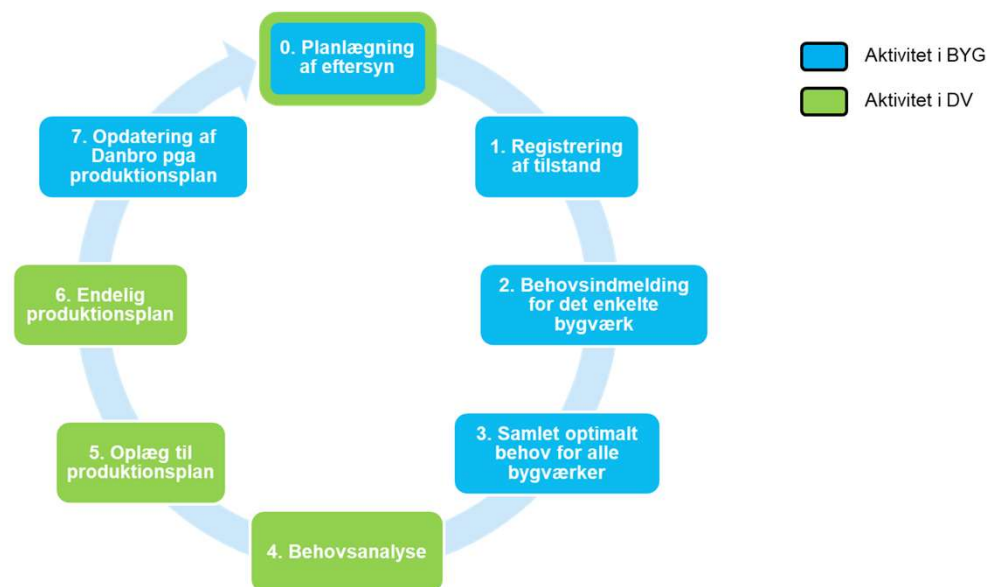 0. Planlægning
af eftersyn
1. Registrering
af tilstand
2. Behovsindmelding
for det enkelte
bygværk
3. Samlet optimalt
behov for alle
bygværker
4. Behovsanalyse
5. Oplæg til
produktionsplan
6. Endelig
produktionsplan
7. Opdatering af
Danbro pga
produktionsplan
Aktivitet i BYG
Aktivitet i DV